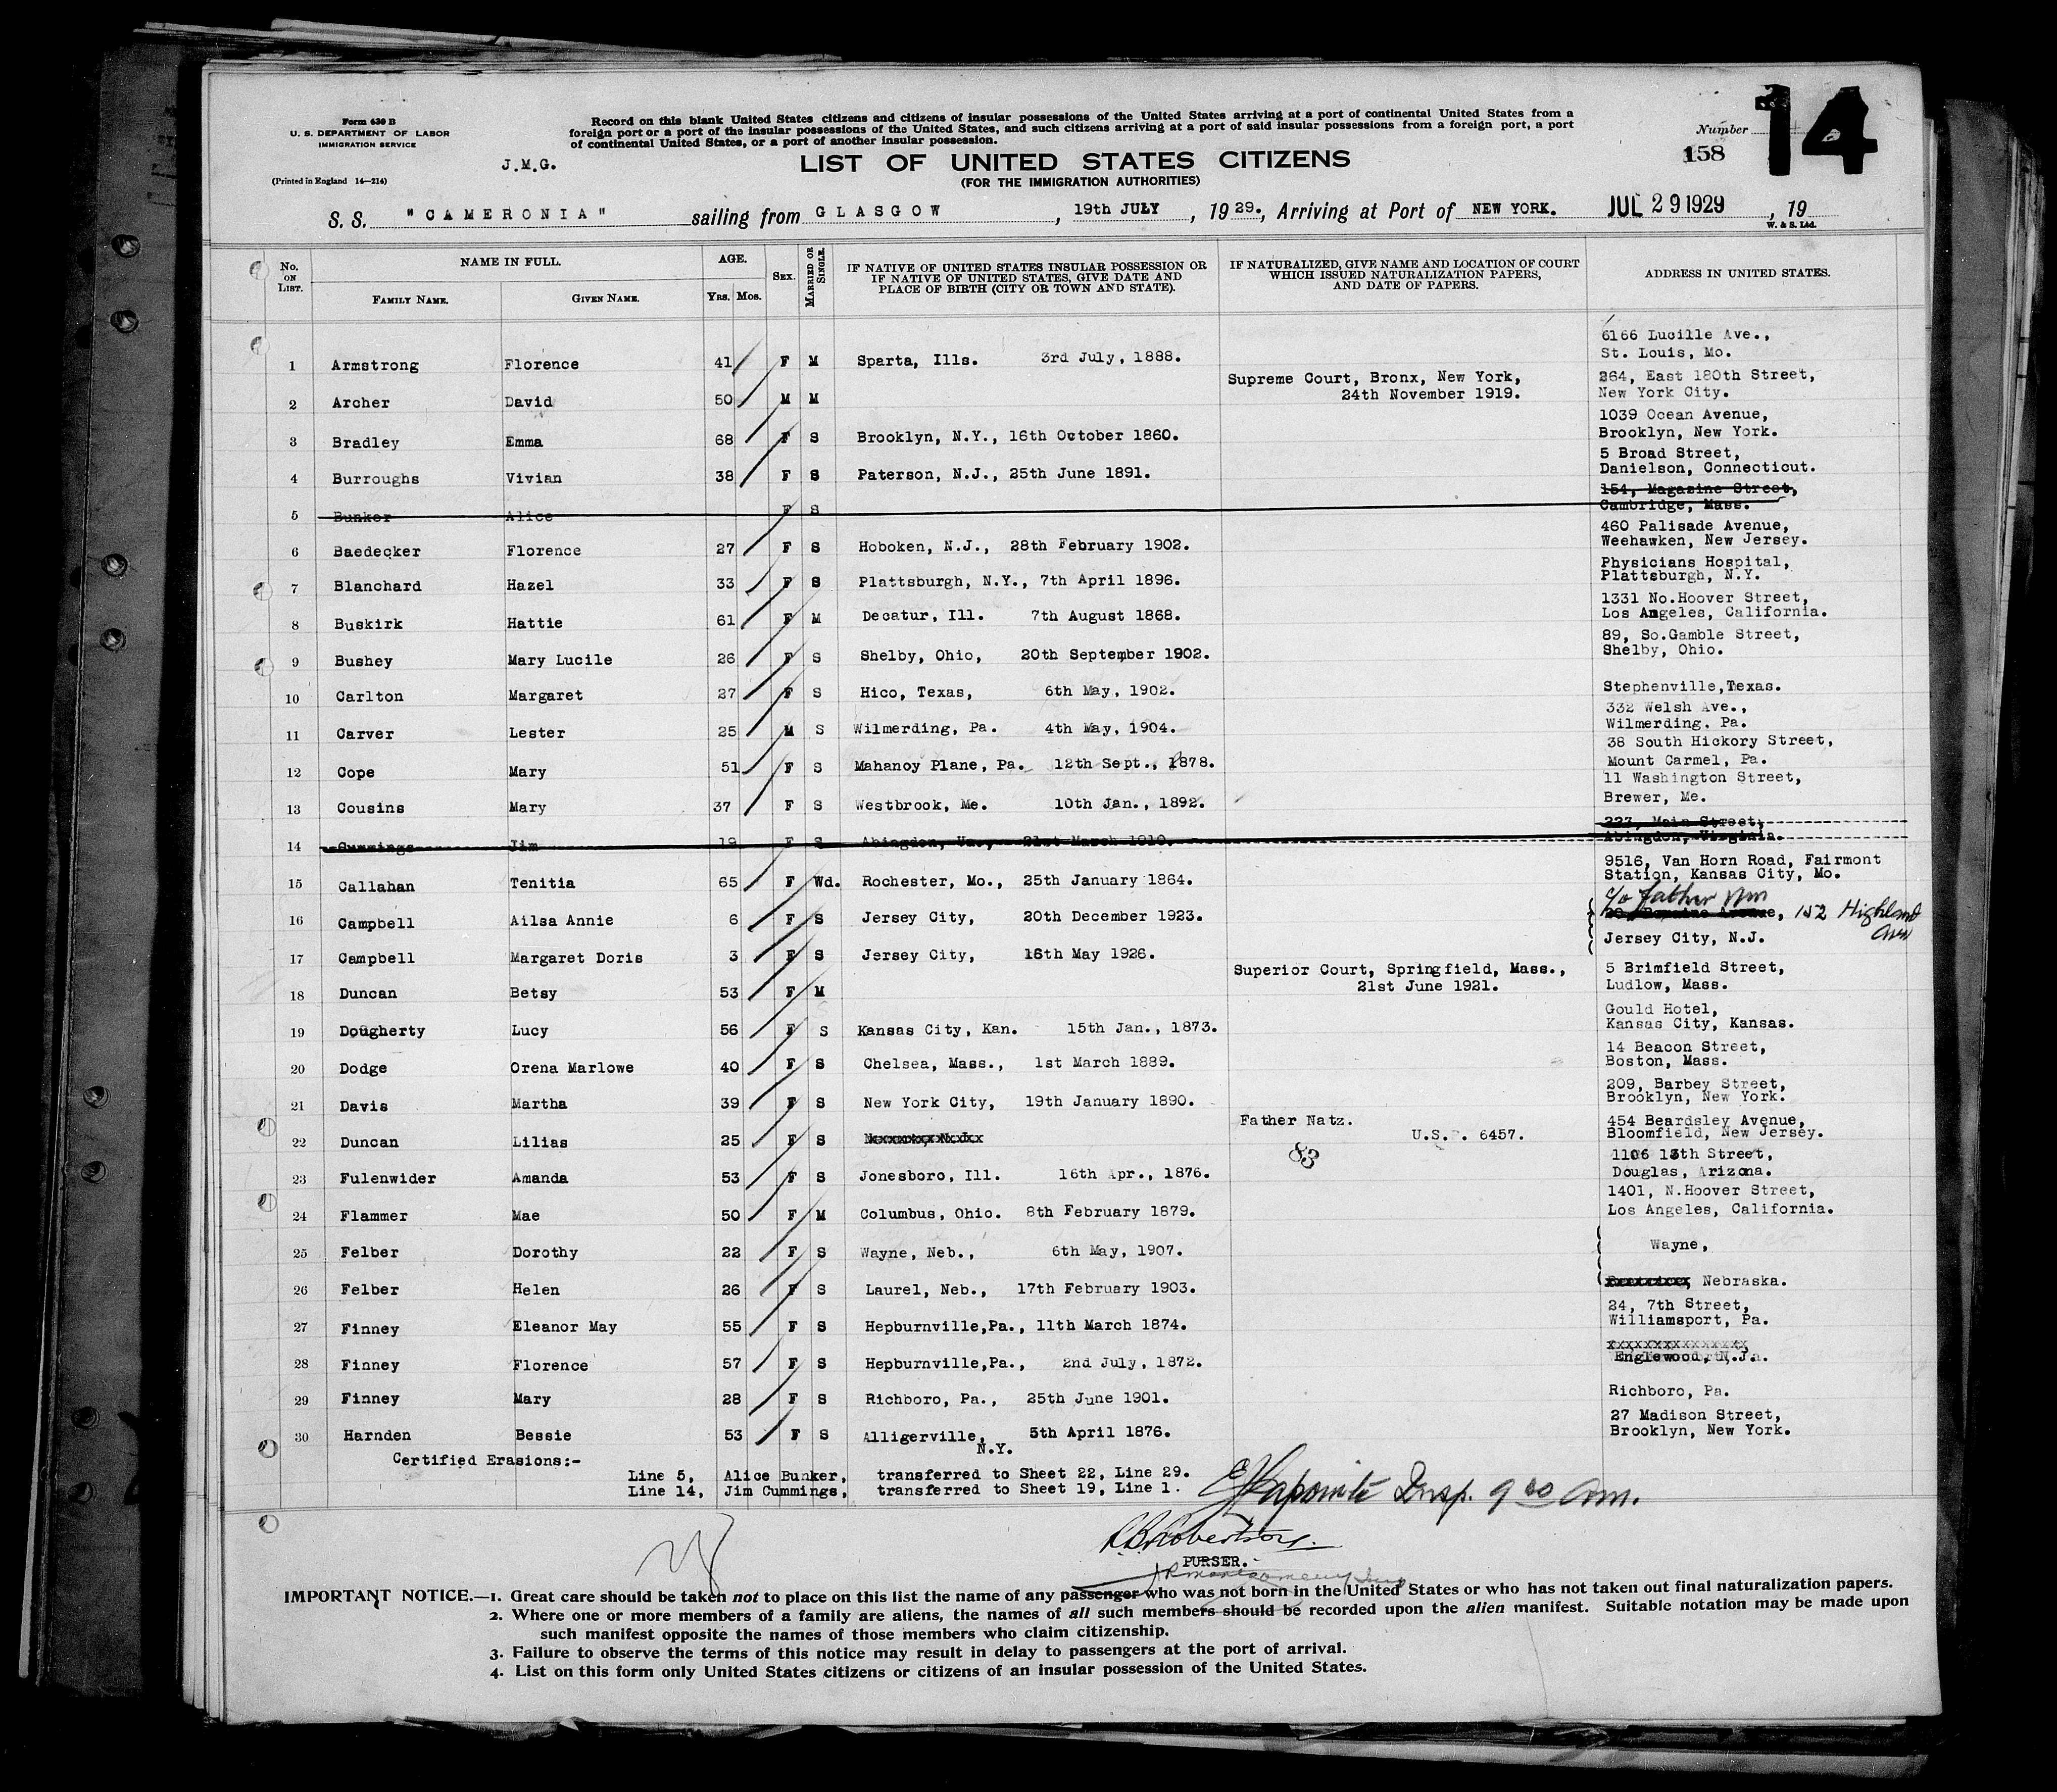 Form 630 B
U. S. DEPARTMENT OF LABOR
IMMIGRATION SERVICE
(Printed in England 14—214)
J.M.G.
Record on this blank United States citizens and citizens of insular possessions of the United States arriving at a port of continental United States from a
foreign port or a port of the insular possessions of the United States, and such citizens arriving at a port of said insular possessions from a foreign port, a port
of continental United States, or a port of another insular possession.
LIST OF UNITED STATES CITIZENS
(FOR THE IMMIGRATION AUTHORITIES)
Number 14
158
S. S. "CAMERONIA" sailing from GLASGOW, 19th JULY, 1929., Arriving at Port of NEW YORK. JUL 29 1929, 19
W. & S. Ltd.
No. ON LIST. NAME IN FULL. AGE. SEX. MARRIED OR SINGLE. IF NATIVE OF UNITED STATES INSULAR POSSESSION OR IF NATIVE OF UNITED STATES, GIVE DATE AND PLACE OF BIRTH (CITY OR TOWN AND STATE). IF NATURALIZED, GIVE NAME AND LOCATION OF COURT WHICH ISSUED NATURALIZATION PAPERS, AND DATE OF PAPERS. ADDRESS IN UNITED STATES.
FAMILY NAME. GIVEN NAME. Yrs. Mos.
1 Armstrong Florence 41 F M Sparta, Ills. 3rd July, 1888. 6166 Lucille Ave., St. Louis, Mo.
2 Archer David 50 M M Supreme Court, Bronx, New York, 24th November 1919. 264, East 180th Street, New York City.
3 Bradley Emma 68 F S Brooklyn, N.Y., 16th October 1860. 1039 Ocean Avenue, Brooklyn, New York.
4 Burroughs Vivian 38 F S Paterson, N.J., 25th June 1891. 5 Broad Street, Danielson, Connecticut.
5 Bunker Alice F S 154, Magazine Street, Cambridge, Mass.
6 Baedecker Florence 27 F S Hoboken, N.J., 28th February 1902. 460 Palisade Avenue, Weehawken, New Jersey.
7 Blanchard Hazel 33 F S Plattsburgh, N.Y., 7th April 1896. Physicians Hospital, Plattsburgh, N.Y.
8 Buskirk Hattie 61 F M Decatur, Ill. 7th August 1868. 1331 No.Hoover Street, Los Angeles, California.
9 Bushey Mary Lucile 26 F S Shelby, Ohio, 20th September 1902. 89, So.Gamble Street, Shelby, Ohio.
10 Carlton Margaret 27 F S Hico, Texas, 6th May, 1902. Stephenville,Texas.
11 Carver Lester 25 M S Wilmerding, Pa. 4th May, 1904. 332 Welsh Ave., Wilmerding. Pa.
12 Cope Mary 51 F S Mahanoy Plane, Pa. 12th Sept., 1878. 38 South Hickory Street, Mount Carmel, Pa.
13 Cousins Mary 37 F S Westbrook, Me. 10th Jan., 1892. 11 Washington Street, Brewer, Me.
14 Cummings Jim 19 F S Abingdon, Va., 21st March 1910. 223, Main Street, Abingdon, Virginia.
15 Callahan Tenitia 65 F Wd. Rochester, Mo., 25th January 1864. 9516, Van Horn Road, Fairmont Station, Kansas City, Mo.
16 Campbell Ailsa Annie 6 F S Jersey City, 20th December 1923. c/o father Wm Avenue, 152 Highland Ave
Jersey City, N.J.
17 Campbell Margaret Doris 3 F S Jersey City, 16th May 1926.
18 Duncan Betsy 53 F M Superior Court, Springfield, Mass., 21st June 1921. 5 Brimfield Street, Ludlow, Mass.
19 Dougherty Lucy 56 F S Kansas City, Kan. 15th Jan., 1873. Gould Hotel, Kansas City, Kansas.
20 Dodge Orena Marlowe 40 F S Chelsea, Mass., 1st March 1889. 14 Beacon Street, Boston, Mass.
21 Davis Martha 39 F S New York City, 19th January 1890. 209, Barbey Street, Brooklyn, New York.
22 Duncan Lilias 25 F S Father Natz. U.S. 6457. 83 454 Beardsley Avenue, Bloomfield, New Jersey.
23 Fulenwider Amanda 53 F S Jonesboro, Ill. 16th Apr., 1876. 1106 13th Street, Douglas, Arizona.
24 Flammer Mae 50 F M Columbus, Ohio. 8th February 1879. 1401, N.Hoover Street, Los Angeles, California.
25 Felber Dorothy 22 F S Wayne, Neb., 6th May, 1907. Wayne,
26 Felber Helen 26 F S Laurel, Neb., 17th February 1903. Nebraska.
27 Finney Eleanor May 55 F S Hepburnville,Pa., 11th March 1874. 24, 7th Street, Williamsport, Pa.
28 Finney Florence 57 F S Hepburnville,Pa., 2nd July, 1872. xxxxxxxxxxxxxxxx Englewood, N.J.
29 Finney Mary 28 F S Richboro, Pa., 25th June 1901. Richboro, Pa.
30 Harnden Bessie 53 F S Alligerville, N.Y. 5th April 1876. 27 Madison Street, Brooklyn, New York.
Certified Erasions:-
Line 5, Alice Bunker, transferred to Sheet 22, Line 29.
Line 14, Jim Cummings, transferred to Sheet 19, Line 1.
Insp. 9 00 am.
Robertson.
PURSER.
IMPORTANT NOTICE.—1. Great care should be taken not to place on this list the name of any passenger who was not born in the United States or who has not taken out final naturalization papers.
2. Where one or more members of a family are aliens, the names of all such members should be recorded upon the alien manifest. Suitable notation may be made upon
such manifest opposite the names of those members who claim citizenship.
3. Failure to observe the terms of this notice may result in delay to passengers at the port of arrival.
4. List on this form only United States citizens or citizens of an insular possession of the United States.